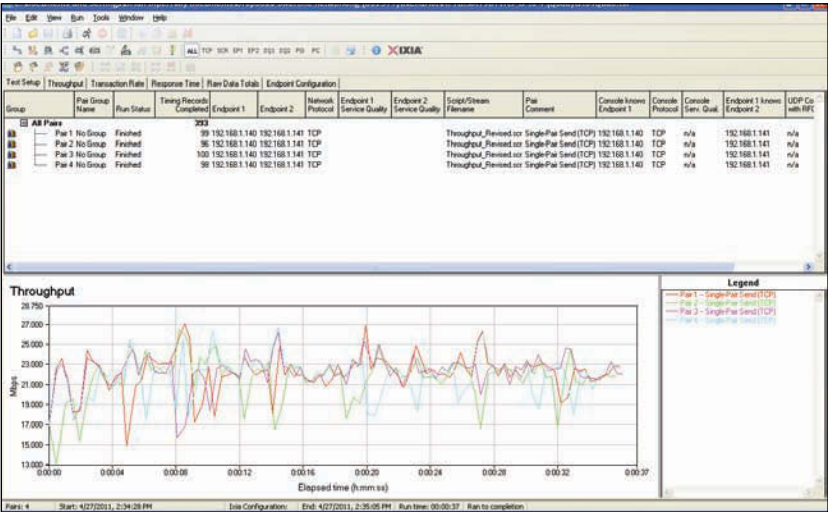 File Edit View Run Tools Window Help
ALL TCP SCR EP1 EP2 SQ1 SQ2 PG PC IXIA
Test Setup Throughput Transaction Rate Response Time Raw Data Totals Endpoint Configuration
Group Pair Group Name Run Status Timing Records Completed Endpoint 1 Endpoint 2 Network Protocol Endpoint 1 Service Quality Endpoint 2 Service Quality Script/Stream Filename Pair Comment Console knows Endpoint 1 Console Protocol Console Serv. Qual. Endpoint 1 knows Endpoint 2 UDP Co with RFC
All Pairs 393
Pair 1 No Group Finished 99 192.168.1.140 192.168.1.141 TCP Throughput_Revised.scr Single-Pair Send (TCP) 192.168.1.140 TCP n/a 192.168.1.141 n/a
Pair 2 No Group Finished 96 192.168.1.140 192.168.1.141 TCP Throughput_Revised.scr Single-Pair Send (TCP) 192.168.1.140 TCP n/a 192.168.1.141 n/a
Pair 3 No Group Finished 100 192.168.1.140 192.168.1.141 TCP Throughput_Revised.scr Single-Pair Send (TCP) 192.168.1.140 TCP n/a 192.168.1.141 n/a
Pair 4 No Group Finished 98 192.168.1.140 192.168.1.141 TCP Throughput_Revised.scr Single-Pair Send (TCP) 192.168.1.140 TCP n/a 192.168.1.141 n/a
Throughput
28.750
27.000
25.000
23.000
21.000
19.000
17.000
15.000
13.000
Mbps
0:00:00 0:00:04 0:00:08 0:00:12 0:00:16 0:00:20 0:00:24 0:00:28 0:00:32 0:00:37
Elapsed time (h:mm:ss)
Legend
Pair 1 -- Single-Pair Send (TCP)
Pair 2 -- Single-Pair Send (TCP)
Pair 3 -- Single-Pair Send (TCP)
Pair 4 -- Single-Pair Send (TCP)
Pairs: 4 Start: 4/27/2011, 2:34:28 PM Ixia Configuration: End: 4/27/2011, 2:35:05 PM Run time: 00:00:37 Ran to completion